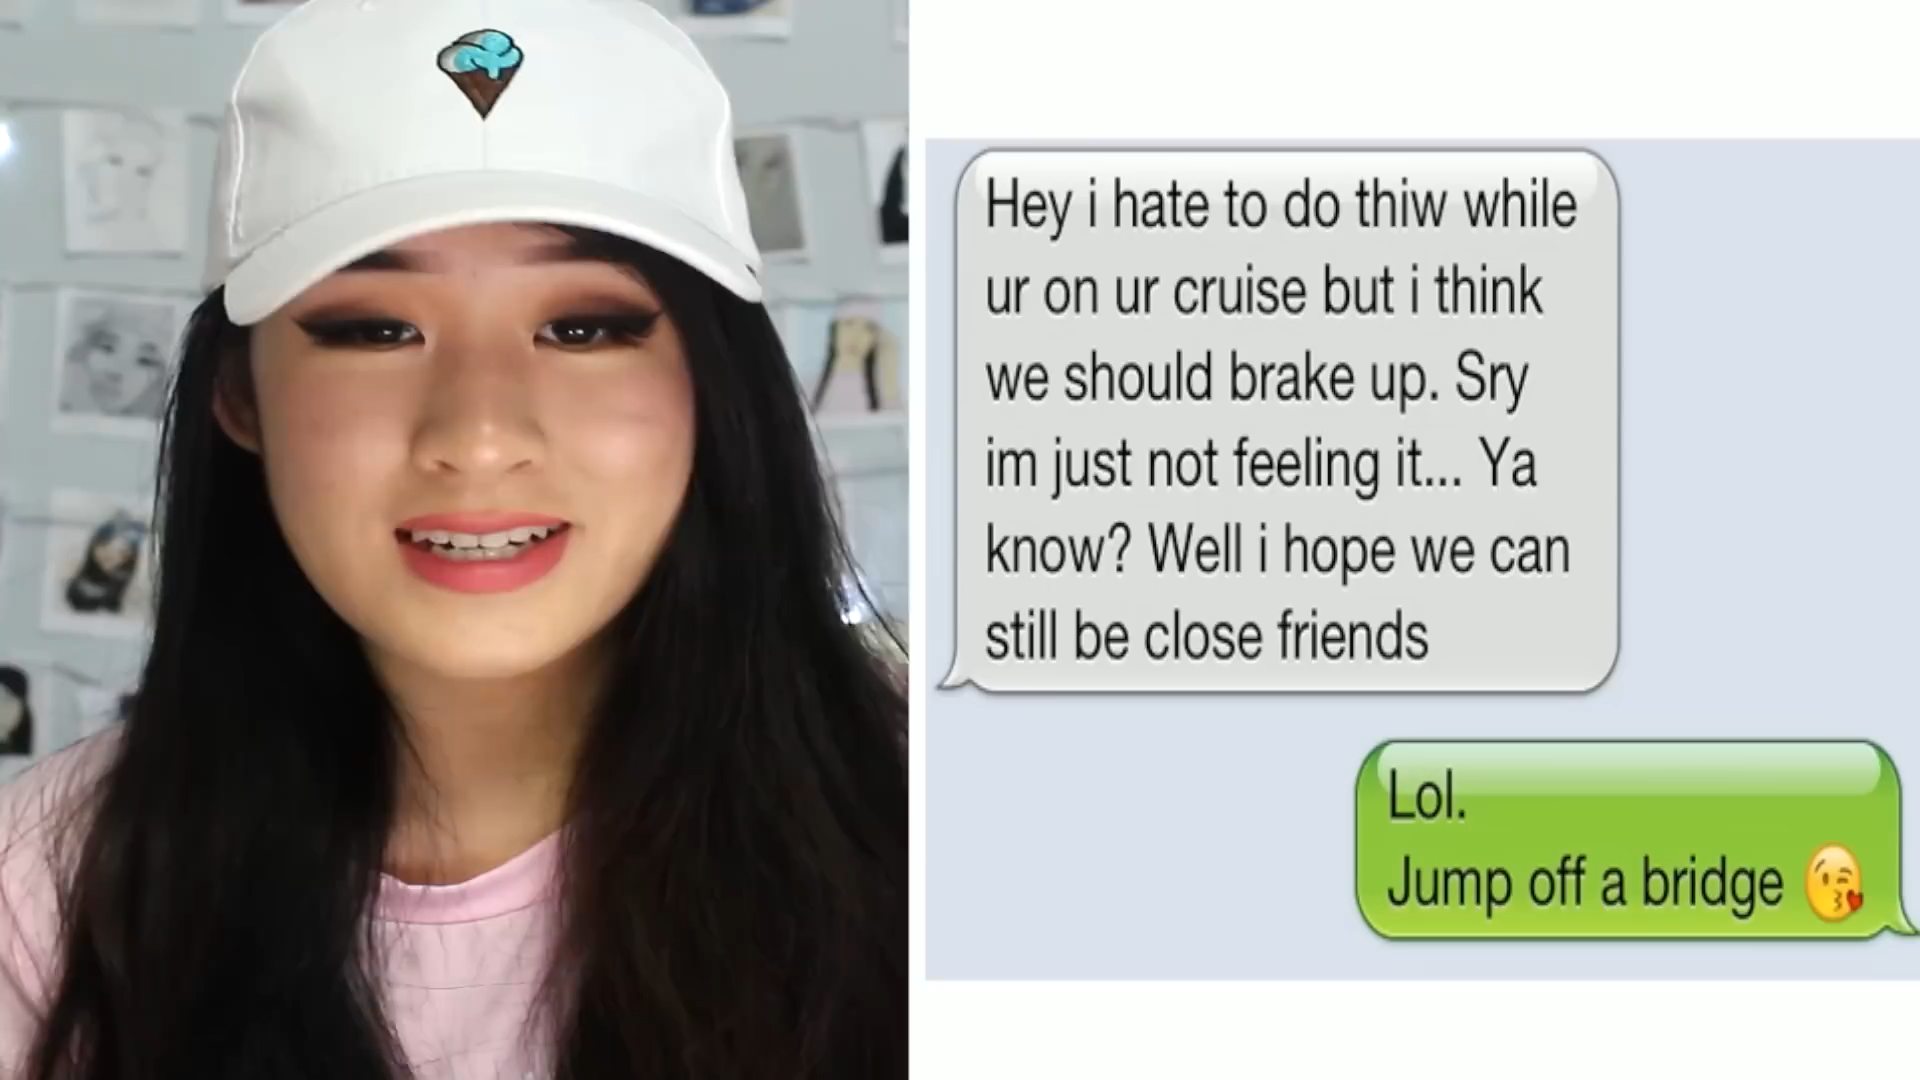 Hey i hate to do thiw while
ur on ur cruise but i think
we should brake up. Sry
im just not feeling it... Ya
know? Well i hope we can
still be close friends
Lol.
Jump off a bridge 😘